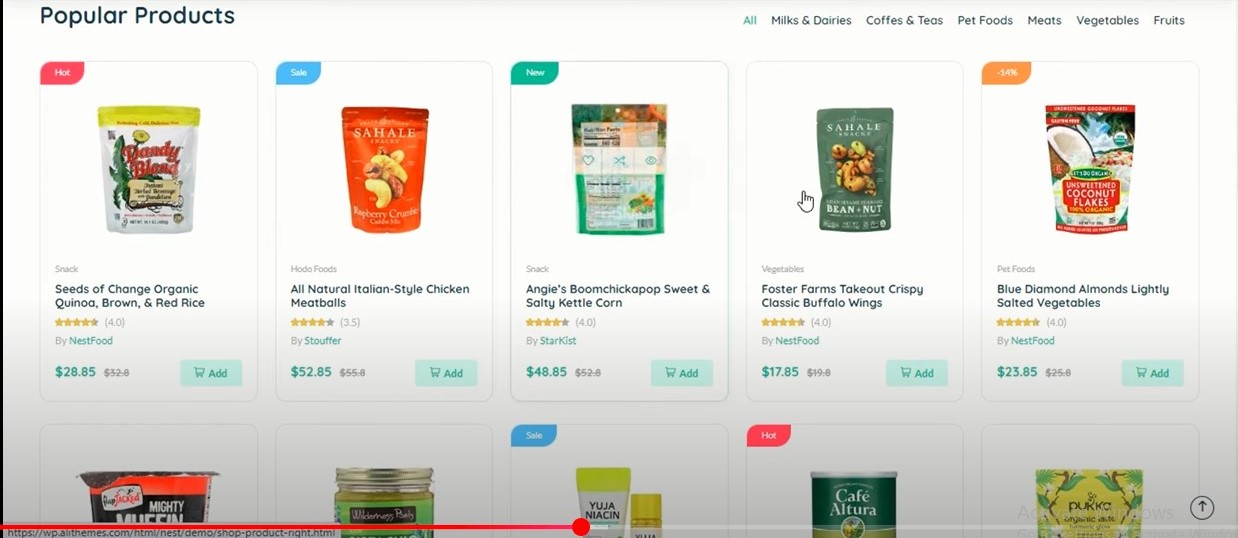 Popular Products
All Milks & Dairies Coffes & Teas Pet Foods Meats Vegetables Fruits
Hot
Sale
New
-14%
Dandy
Blend
SAHALE
SNACKS
Raspberry Crumble
Cashew Mix
Nutrition Facts
SAHALE
SNACKS
BEAN + NUT
UNSWEETENED COCONUT FLAKES
GLUTEN FREE
LET'S DO ORGANIC
UNSWEETENED
COCONUT
FLAKES
100% ORGANIC
Snack
Seeds of Change Organic
Quinoa, Brown, & Red Rice
(4.0)
By NestFood
$28.85 $32.8
Add
Hodo Foods
All Natural Italian-Style Chicken
Meatballs
(3.5)
By Stouffer
$52.85 $55.8
Add
Snack
Angie's Boomchickapop Sweet &
Salty Kettle Corn
(4.0)
By StarKist
$48.85 $52.8
Add
Vegetables
Foster Farms Takeout Crispy
Classic Buffalo Wings
(4.0)
By NestFood
$17.85 $19.8
Add
Pet Foods
Blue Diamond Almonds Lightly
Salted Vegetables
(4.0)
By NestFood
$23.85 $25.8
Add
Sale
Hot
FlapJacked
MIGHTY
MUFFIN
YUJA
NIACIN
Café
Altura
pukka
https://wp.alithemes.com/html/nest/demo/shop-product-right.html